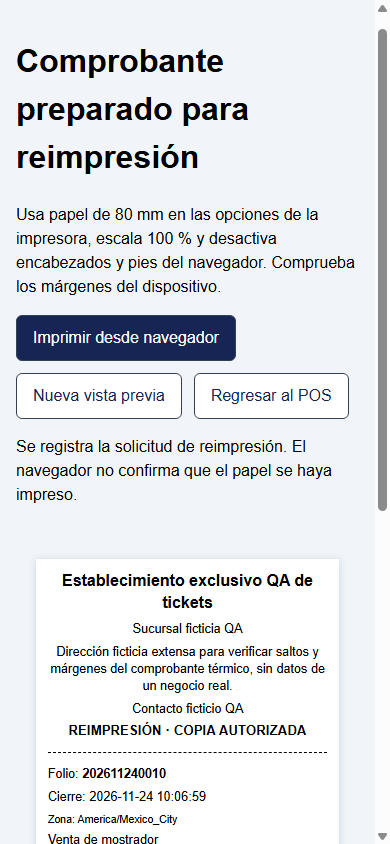 Comprobante
preparado para
reimpresión
Usa papel de 80 mm en las opciones de la
impresora, escala 100 % y desactiva
encabezados y pies del navegador. Comprueba
los márgenes del dispositivo.
Imprimir desde navegador
Nueva vista previa
Regresar al POS
Se registra la solicitud de reimpresión. El
navegador no confirma que el papel se haya
impreso.
Establecimiento exclusivo QA de
tickets
Sucursal ficticia QA
Dirección ficticia extensa para verificar saltos y
márgenes del comprobante térmico, sin datos de
un negocio real.
Contacto ficticio QA
REIMPRESIÓN · COPIA AUTORIZADA
Folio: 202611240010
Cierre: 2026-11-24 10:06:59
Zona: America/Mexico_City
Venta de mostrador